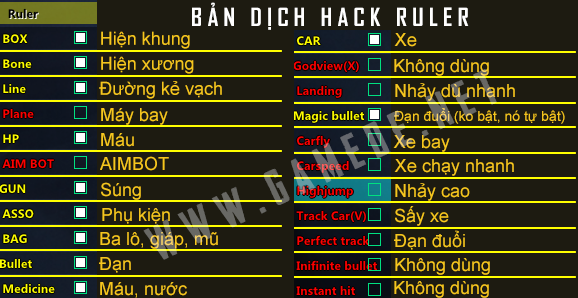 Ruler
BẢN DỊCH HACK RULER
BOX Hiện khung
Bone Hiện xương
Line Đường kẻ vạch
Plane Máy bay
HP Máu
AIM BOT AIMBOT
GUN Súng
ASSO Phụ kiện
BAG Ba lô, giáp, mũ
Bullet Đạn
Medicine Máu, nước
CAR Xe
Godview(X) Không dùng
Landing Nhảy dù nhanh
Magic bullet Đạn đuổi (ko bật, nó tự bật)
Carfly Xe bay
Carspeed Xe chạy nhanh
Highjump Nhảy cao
Track Car(V) Sấy xe
Perfect track Đạn đuổi
Inifinite bullet Không dùng
Instant hit Không dùng
WWW.GAMEDE.NET